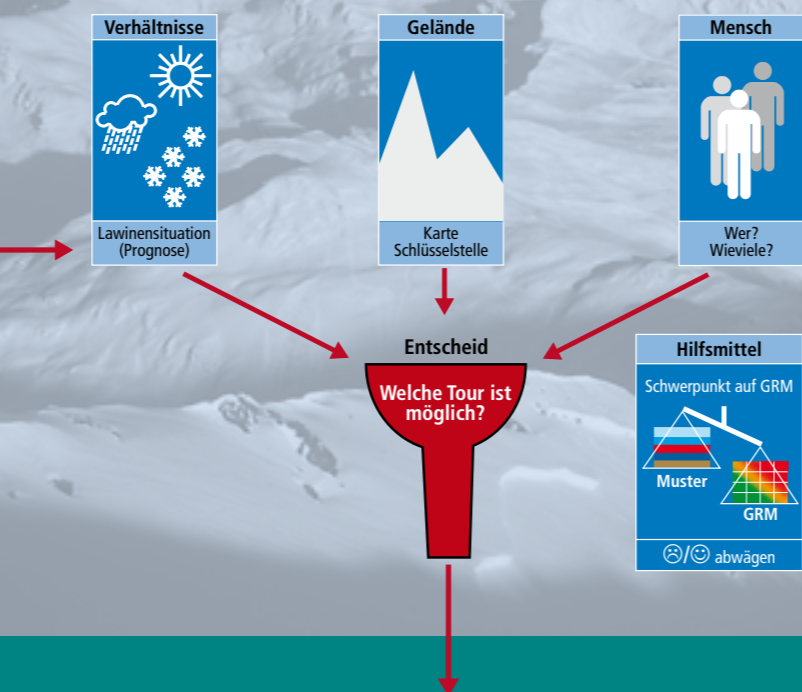 Verhältnisse
Lawinensituation
(Prognose)
Gelände
Karte
Schlüsselstelle
Mensch
Wer?
Wieviele?
Entscheid
Welche Tour ist
möglich?
Hilfsmittel
Schwerpunkt auf GRM
Muster
GRM
☹/☺ abwägen